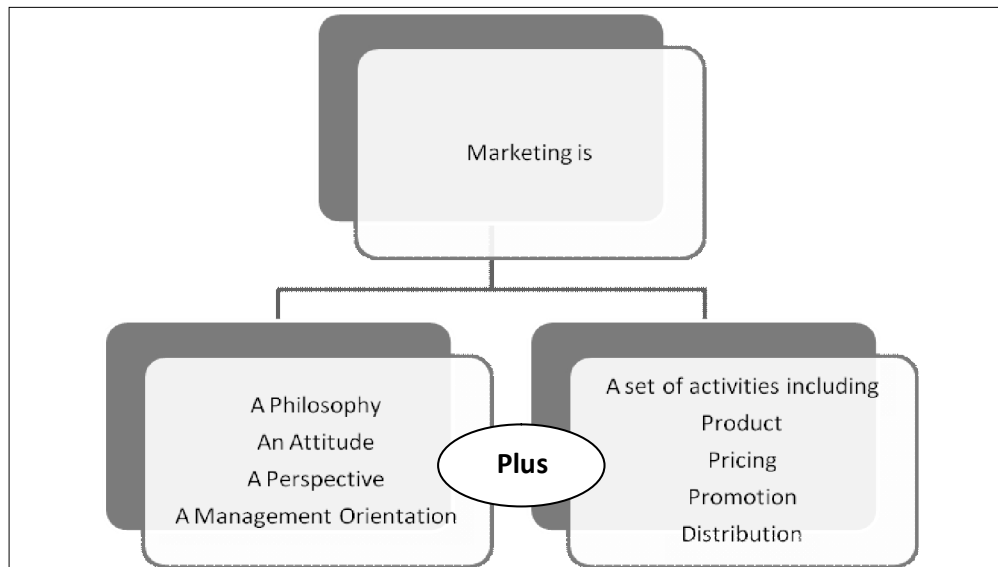 Marketing is
A Philosophy
An Attitude
A Perspective
A Management Orientation
Plus
A set of activities including
Product
Pricing
Promotion
Distribution